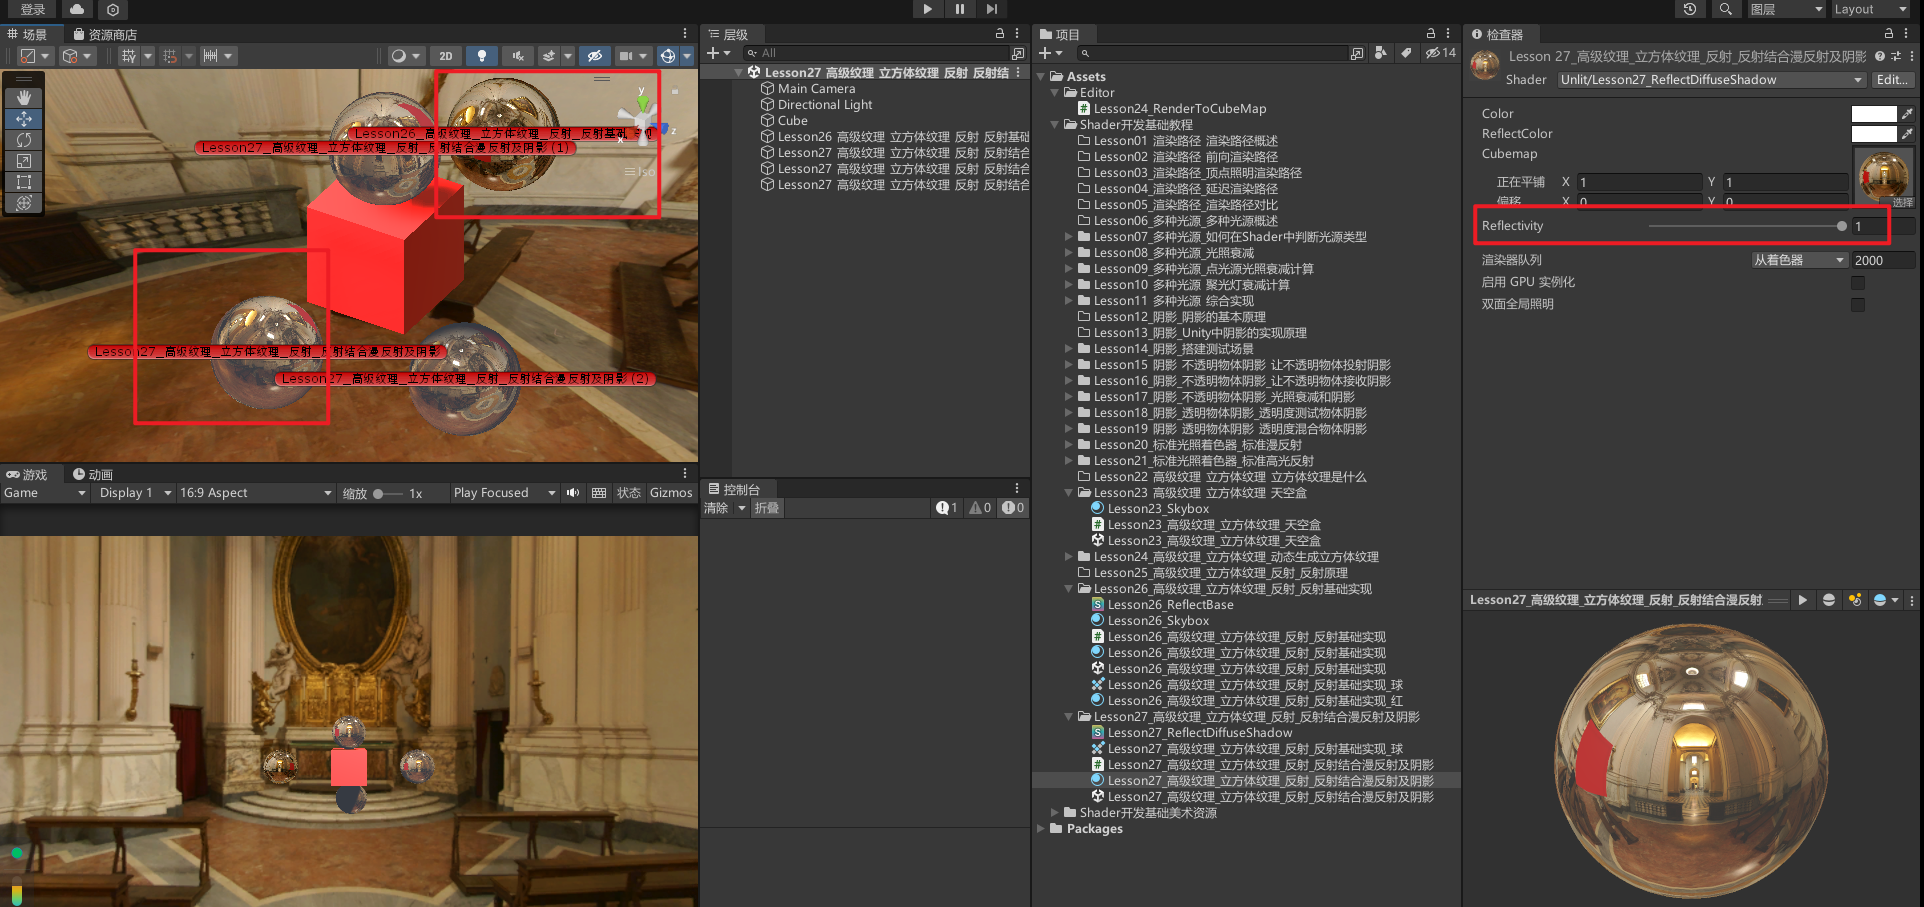 登录
图层
Layout
场景
资源商店
2D
Lesson26_高级纹理_立方体纹理_反射_反射基础
Lesson27_高级纹理_立方体纹理_反射_反射结合漫反射及阴影 (1)
y
z
x
Iso
Lesson27_高级纹理_立方体纹理_反射_反射结合漫反射及阴影
Lesson27_高级纹理_立方体纹理_反射_反射结合漫反射及阴影 (2)
游戏
动画
Game
Display 1
16:9 Aspect
缩放
1x
Play Focused
状态
Gizmos
层级
All
Lesson27_高级纹理_立方体纹理_反射_反射结
Main Camera
Directional Light
Cube
Lesson26_高级纹理_立方体纹理_反射_反射基础
Lesson27_高级纹理_立方体纹理_反射_反射结合
Lesson27_高级纹理_立方体纹理_反射_反射结合
Lesson27_高级纹理_立方体纹理_反射_反射结合
控制台
清除
折叠
1
0
0
项目
14
Assets
Editor
Lesson24_RenderToCubeMap
Shader开发基础教程
Lesson01_渲染路径_渲染路径概述
Lesson02_渲染路径_前向渲染路径
Lesson03_渲染路径_顶点照明渲染路径
Lesson04_渲染路径_延迟渲染路径
Lesson05_渲染路径_渲染路径对比
Lesson06_多种光源_多种光源概述
Lesson07_多种光源_如何在Shader中判断光源类型
Lesson08_多种光源_光照衰减
Lesson09_多种光源_点光源光照衰减计算
Lesson10_多种光源_聚光灯衰减计算
Lesson11_多种光源_综合实现
Lesson12_阴影_阴影的基本原理
Lesson13_阴影_Unity中阴影的实现原理
Lesson14_阴影_搭建测试场景
Lesson15_阴影_不透明物体阴影_让不透明物体投射阴影
Lesson16_阴影_不透明物体阴影_让不透明物体接收阴影
Lesson17_阴影_不透明物体阴影_光照衰减和阴影
Lesson18_阴影_透明物体阴影_透明度测试物体阴影
Lesson19_阴影_透明物体阴影_透明度混合物体阴影
Lesson20_标准光照着色器_标准漫反射
Lesson21_标准光照着色器_标准高光反射
Lesson22_高级纹理_立方体纹理_立方体纹理是什么
Lesson23_高级纹理_立方体纹理_天空盒
Lesson23_Skybox
Lesson23_高级纹理_立方体纹理_天空盒
Lesson23_高级纹理_立方体纹理_天空盒
Lesson24_高级纹理_立方体纹理_动态生成立方体纹理
Lesson25_高级纹理_立方体纹理_反射_反射原理
Lesson26_高级纹理_立方体纹理_反射_反射基础实现
Lesson26_ReflectBase
Lesson26_Skybox
Lesson26_高级纹理_立方体纹理_反射_反射基础实现
Lesson26_高级纹理_立方体纹理_反射_反射基础实现
Lesson26_高级纹理_立方体纹理_反射_反射基础实现
Lesson26_高级纹理_立方体纹理_反射_反射基础实现_球
Lesson26_高级纹理_立方体纹理_反射_反射基础实现_红
Lesson27_高级纹理_立方体纹理_反射_反射结合漫反射及阴影
Lesson27_ReflectDiffuseShadow
Lesson27_高级纹理_立方体纹理_反射_反射基础实现_球
Lesson27_高级纹理_立方体纹理_反射_反射结合漫反射及阴影
Lesson27_高级纹理_立方体纹理_反射_反射结合漫反射及阴影
Lesson27_高级纹理_立方体纹理_反射_反射结合漫反射及阴影
Shader开发基础美术资源
Packages
检查器
Lesson 27_高级纹理_立方体纹理_反射_反射结合漫反射及阴影
Shader
Unlit/Lesson27_ReflectDiffuseShadow
Edit...
Color
ReflectColor
Cubemap
正在平铺 X 1 Y 1
偏移 X 0 Y 0
选择
Reflectivity
1
渲染器队列
从着色器
2000
启用 GPU 实例化
双面全局照明
Lesson27_高级纹理_立方体纹理_反射_反射结合漫反射